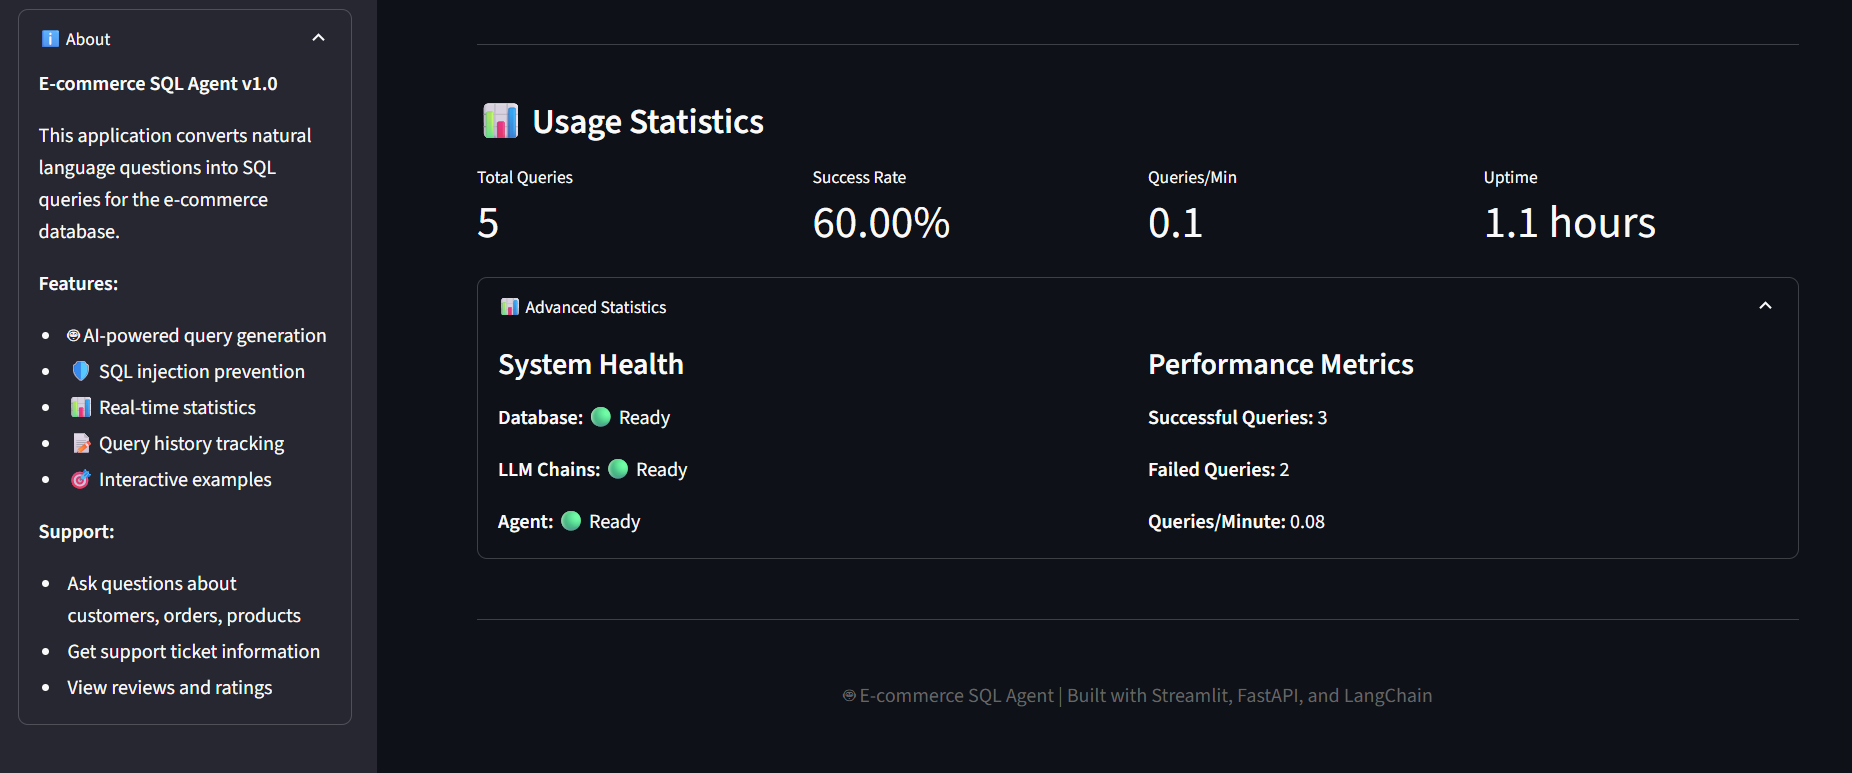 ℹ️ About
E-commerce SQL Agent v1.0
This application converts natural
language questions into SQL
queries for the e-commerce
database.
Features:
AI-powered query generation
SQL injection prevention
Real-time statistics
Query history tracking
Interactive examples
Support:
Ask questions about
customers, orders, products
Get support ticket information
View reviews and ratings
Usage Statistics
Total Queries
5
Success Rate
60.00%
Queries/Min
0.1
Uptime
1.1 hours
Advanced Statistics
System Health
Database: Ready
LLM Chains: Ready
Agent: Ready
Performance Metrics
Successful Queries: 3
Failed Queries: 2
Queries/Minute: 0.08
E-commerce SQL Agent | Built with Streamlit, FastAPI, and LangChain